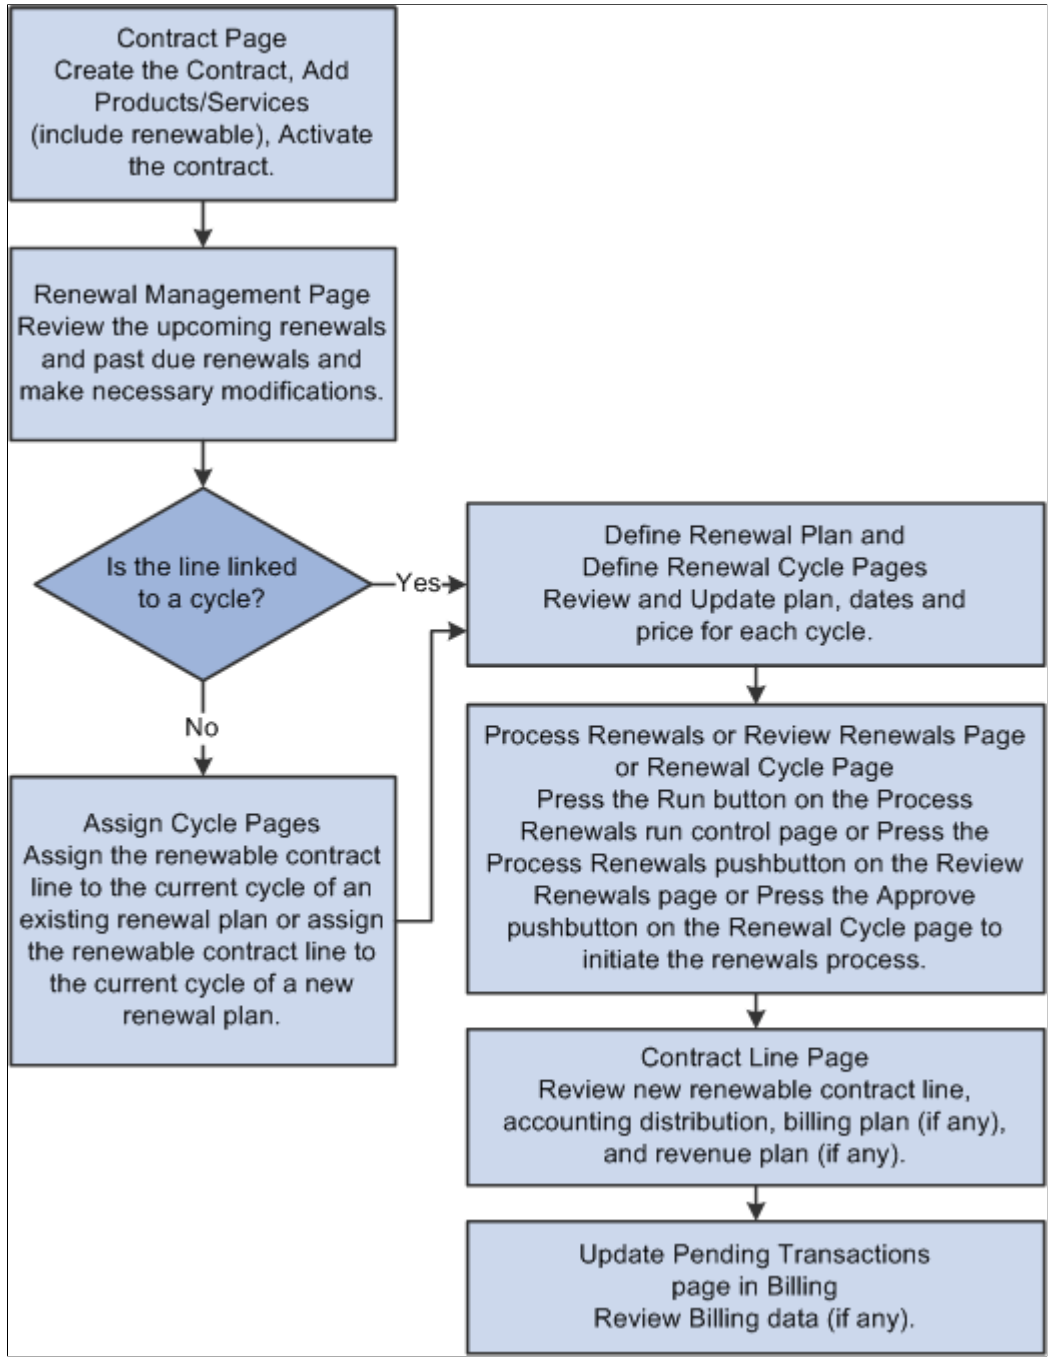 Contract Page
Create the Contract, Add
Products/Services
(include renewable), Activate
the contract.
Renewal Management Page
Review the upcoming renewals
and past due renewals and
make necessary modifications.
Is the line linked
to a cycle?
Yes
No
Assign Cycle Pages
Assign the renewable contract
line to the current cycle of an
existing renewal plan or assign
the renewable contract line to
the current cycle of a new
renewal plan.
Define Renewal Plan and
Define Renewal Cycle Pages
Review and Update plan, dates and
price for each cycle.
Process Renewals or Review Renewals Page
or Renewal Cycle Page
Press the Run button on the Process
Renewals run control page or Press the
Process Renewals pushbutton on the Review
Renewals page or Press the Approve
pushbutton on the Renewal Cycle page to
initiate the renewals process.
Contract Line Page
Review new renewable contract line,
accounting distribution, billing plan (if any),
and revenue plan (if any).
Update Pending Transactions
page in Billing
Review Billing data (if any).